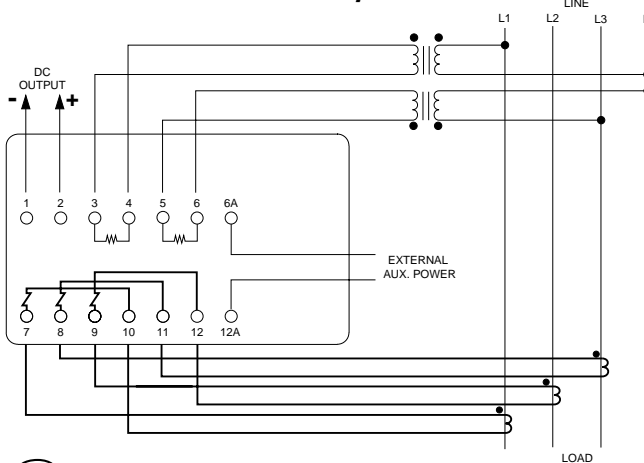 LINE
L1 L2 L3
DC
OUTPUT
- +
1 2 3 4 5 6 6A
EXTERNAL
AUX. POWER
7 8 9 10 11 12 12A
LOAD